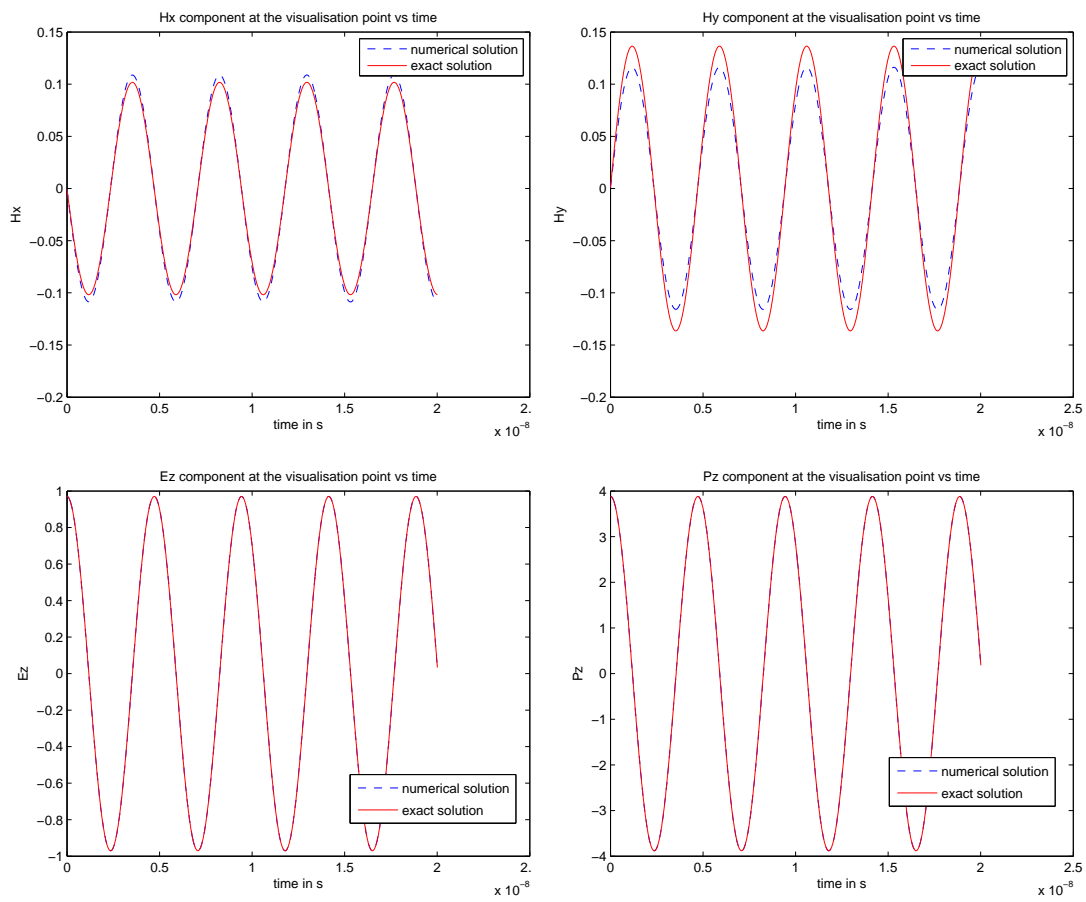 Hx component at the visualisation point vs time
0.15
0.1
0.05
0
−0.05
−0.1
−0.15
−0.2
Hx
numerical solution
exact solution
0 0.5 1 1.5 2 2.
time in s
x 10−8
Hy component at the visualisation point vs time
0.15
0.1
0.05
0
−0.05
−0.1
−0.15
−0.2
Hy
numerical solution
exact solution
0 0.5 1 1.5 2 2.5
time in s
x 10−8
Ez component at the visualisation point vs time
1
0.8
0.6
0.4
0.2
0
−0.2
−0.4
−0.6
−0.8
−1
Ez
numerical solution
exact solution
0 0.5 1 1.5 2 2.
time in s
x 10−8
Pz component at the visualisation point vs time
4
3
2
1
0
−1
−2
−3
−4
Pz
numerical solution
exact solution
0 0.5 1 1.5 2 2.5
time in s
x 10−8